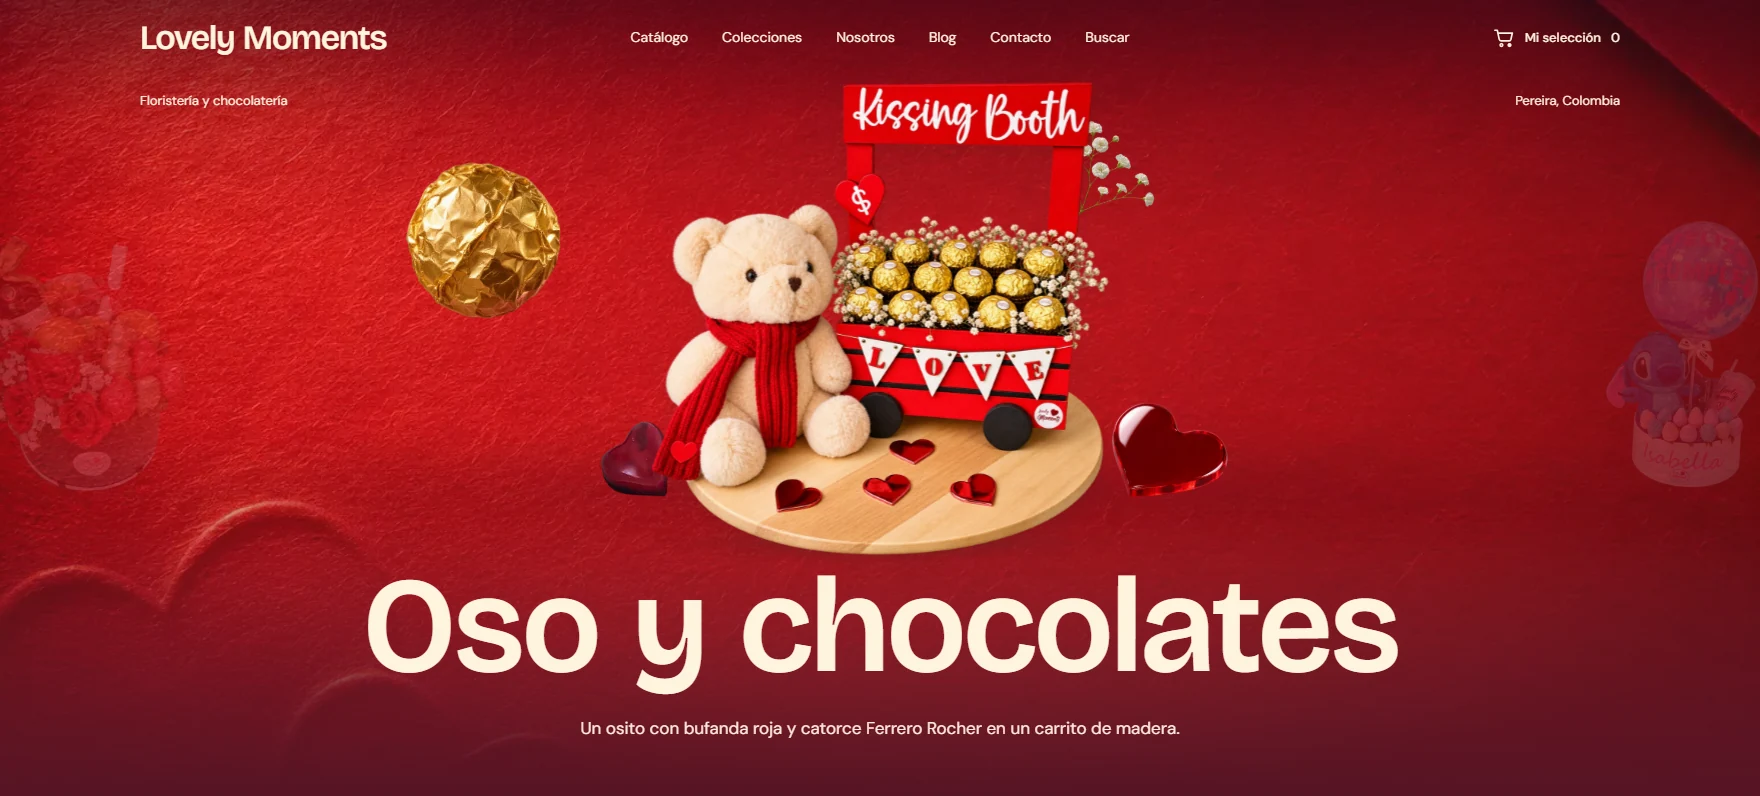 Lovely Moments
Catálogo Colecciones Nosotros Blog Contacto Buscar
Mi selección 0
Floristería y chocolatería
Pereira, Colombia
Kissing Booth
$
LOVE
Isabella
Oso y chocolates
Un osito con bufanda roja y catorce Ferrero Rocher en un carrito de madera.